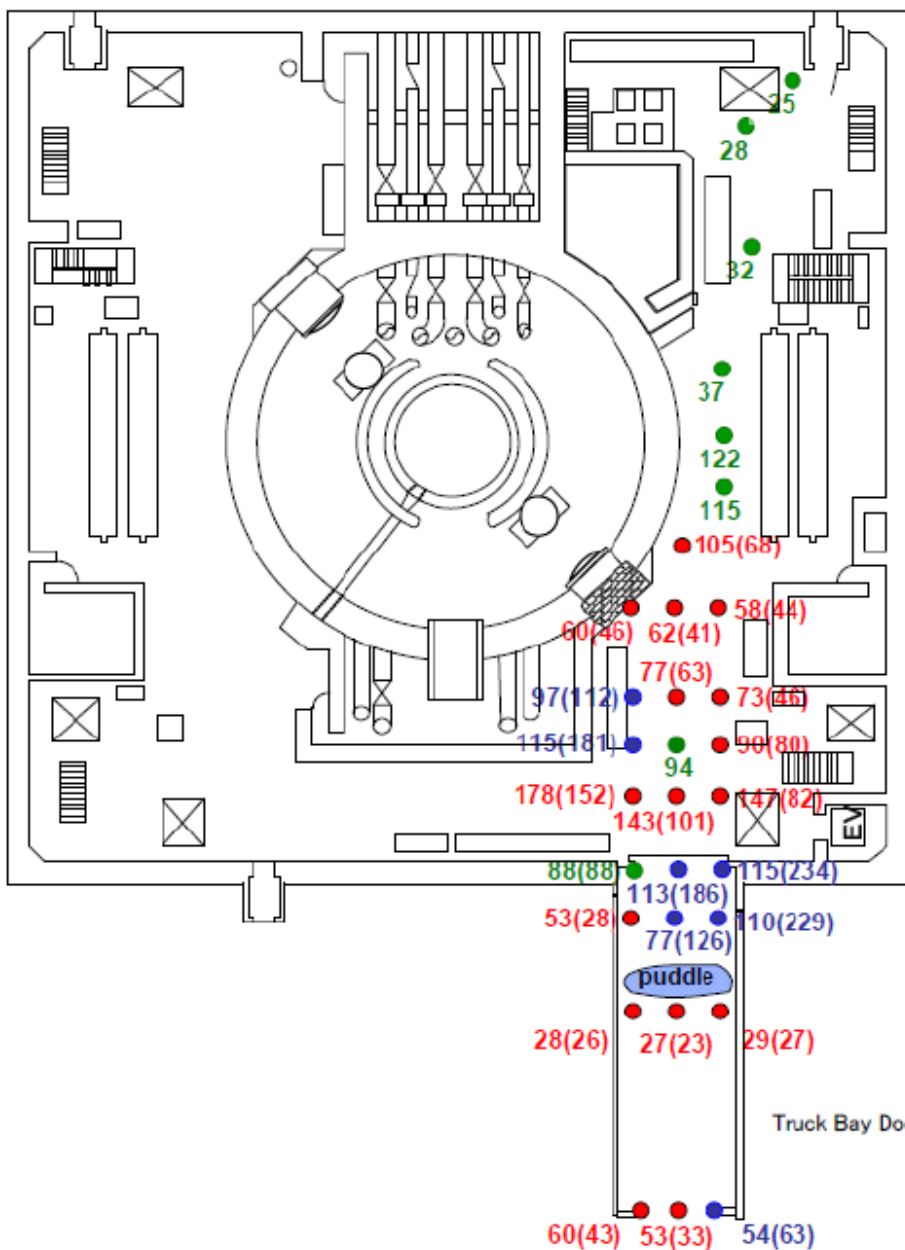 25
28
32
37
122
115
105(68)
60(46) 62(41) 58(44)
77(63)
97(112) 73(46)
115(181) 94 90(80)
178(152) 143(101) 147(82)
EV
88(88) 113(186) 115(234)
53(28) 77(126) 110(229)
puddle
28(26) 27(23) 29(27)
Truck Bay Do
60(43) 53(33) 54(63)